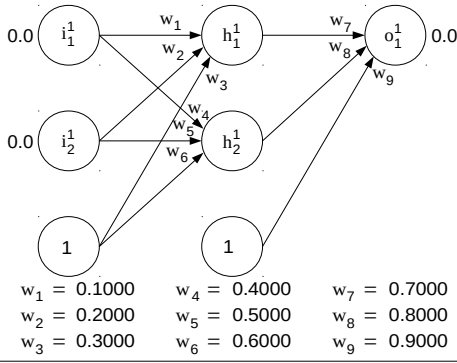 w₁ w₇
0.0 i¹₁ h¹₁ o¹₁ 0.0
w₂ w₈
w₃ w₉
w₄
w₅
0.0 i¹₂ h¹₂
w₆
1 1
w₁ = 0.1000 w₄ = 0.4000 w₇ = 0.7000
w₂ = 0.2000 w₅ = 0.5000 w₈ = 0.8000
w₃ = 0.3000 w₆ = 0.6000 w₉ = 0.9000